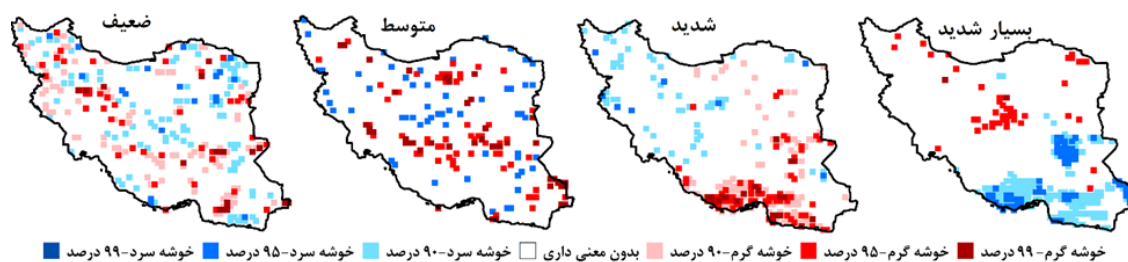 بسیار شدید
شدید
متوسط
ضعیف
خوشه گرم- ۹۹ درصد خوشه گرم-۹۵ درصد خوشه گرم-۹۰ درصد بدون معنی داری خوشه سرد-۹۰ درصد خوشه سرد-۹۵ درصد خوشه سرد-۹۹ درصد